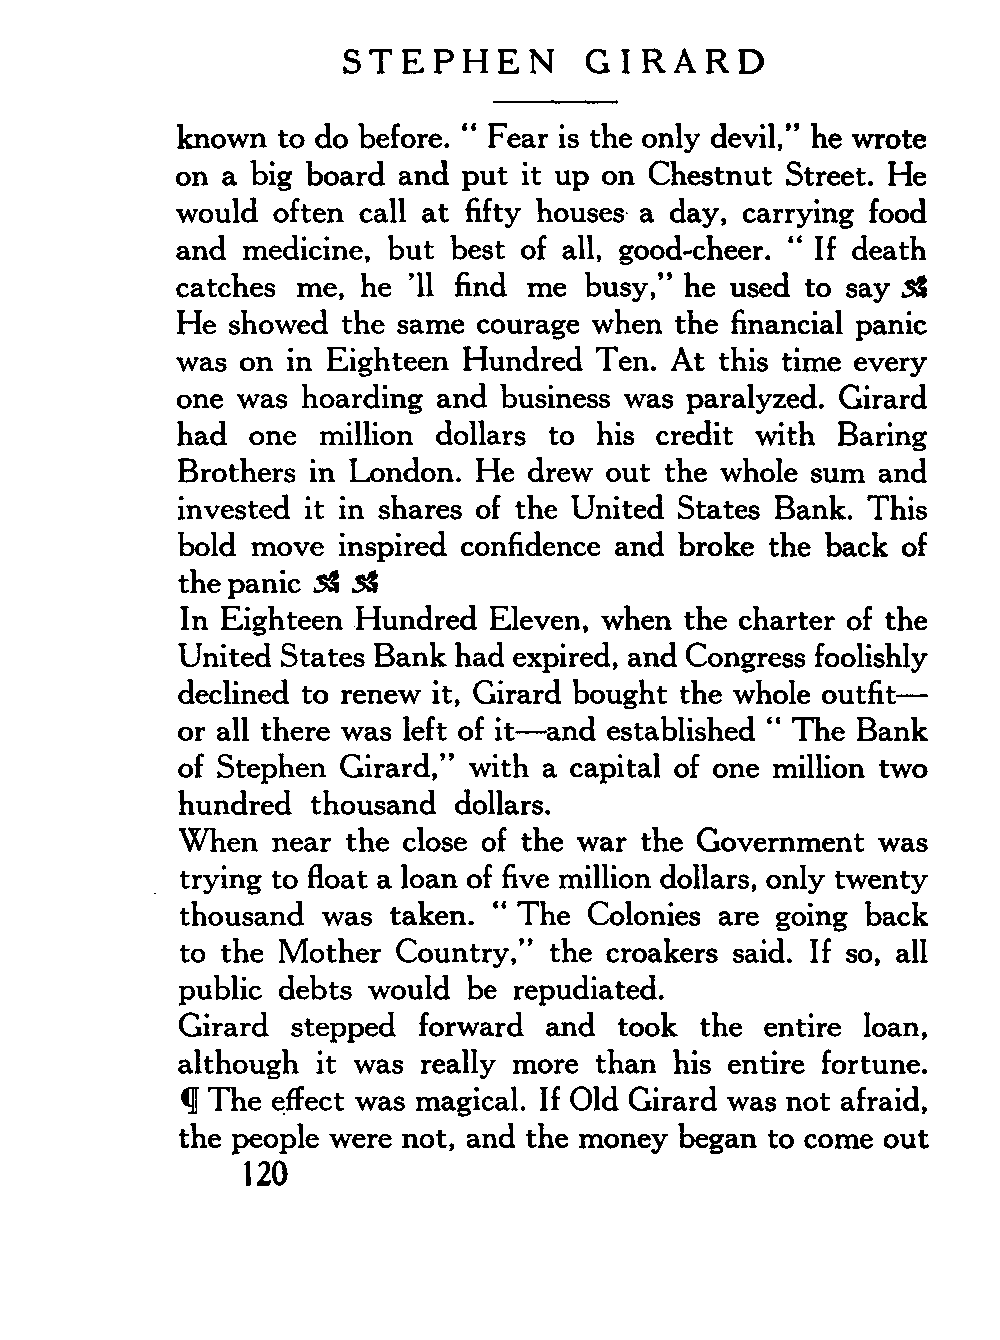 STEPHEN GIRARD
known to do before. “ Fear is the only devil,” he wrote
on a big board and put it up on Chestnut Street. He
would often call at fifty houses a day, carrying food
and medicine, but best of all, good-cheer. “ If death
catches me, he ’ll find me busy,” he used to say
He showed the same courage when the financial panic
was on in Eighteen Hundred Ten. At this time every
one was hoarding and business was paralyzed. Girard
had one million dollars to his credit with Baring
Brothers in London. He drew out the whole sum and
invested it in shares of the United States Bank. This
bold move inspired confidence and broke the back of
the panic
In Eighteen Hundred Eleven, when the charter of the
United States Bank had expired, and Congress foolishly
declined to renew it, Girard bought the whole outfit—
or all there was left of it—and established “ The Bank
of Stephen Girard,” with a capital of one million two
hundred thousand dollars.
When near the close of the war the Government was
trying to float a loan of five million dollars, only twenty
thousand was taken. “ The Colonies are going back
to the Mother Country,” the croakers said. If so, all
public debts would be repudiated.
Girard stepped forward and took the entire loan,
although it was really more than his entire fortune.
¶ The effect was magical. If Old Girard was not afraid,
the people were not, and the money began to come out
120